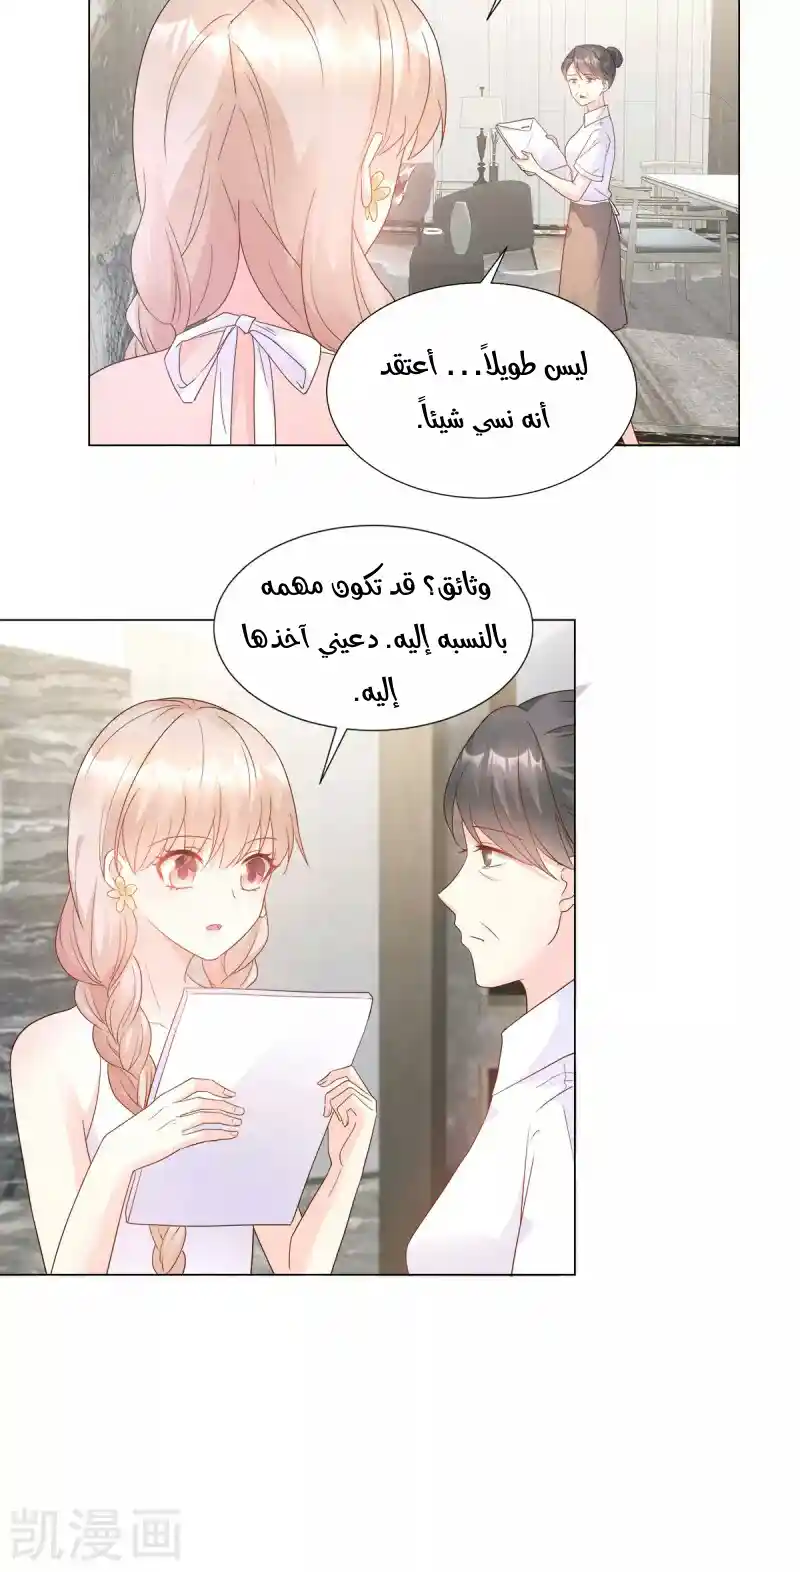 ليس طويلاً... أعتقد
أنه نسي شيئاً.
وثائق؟ قد تكون مهمه
بالنسبه إليه. دعيني آخذها
إليه.
凯漫画